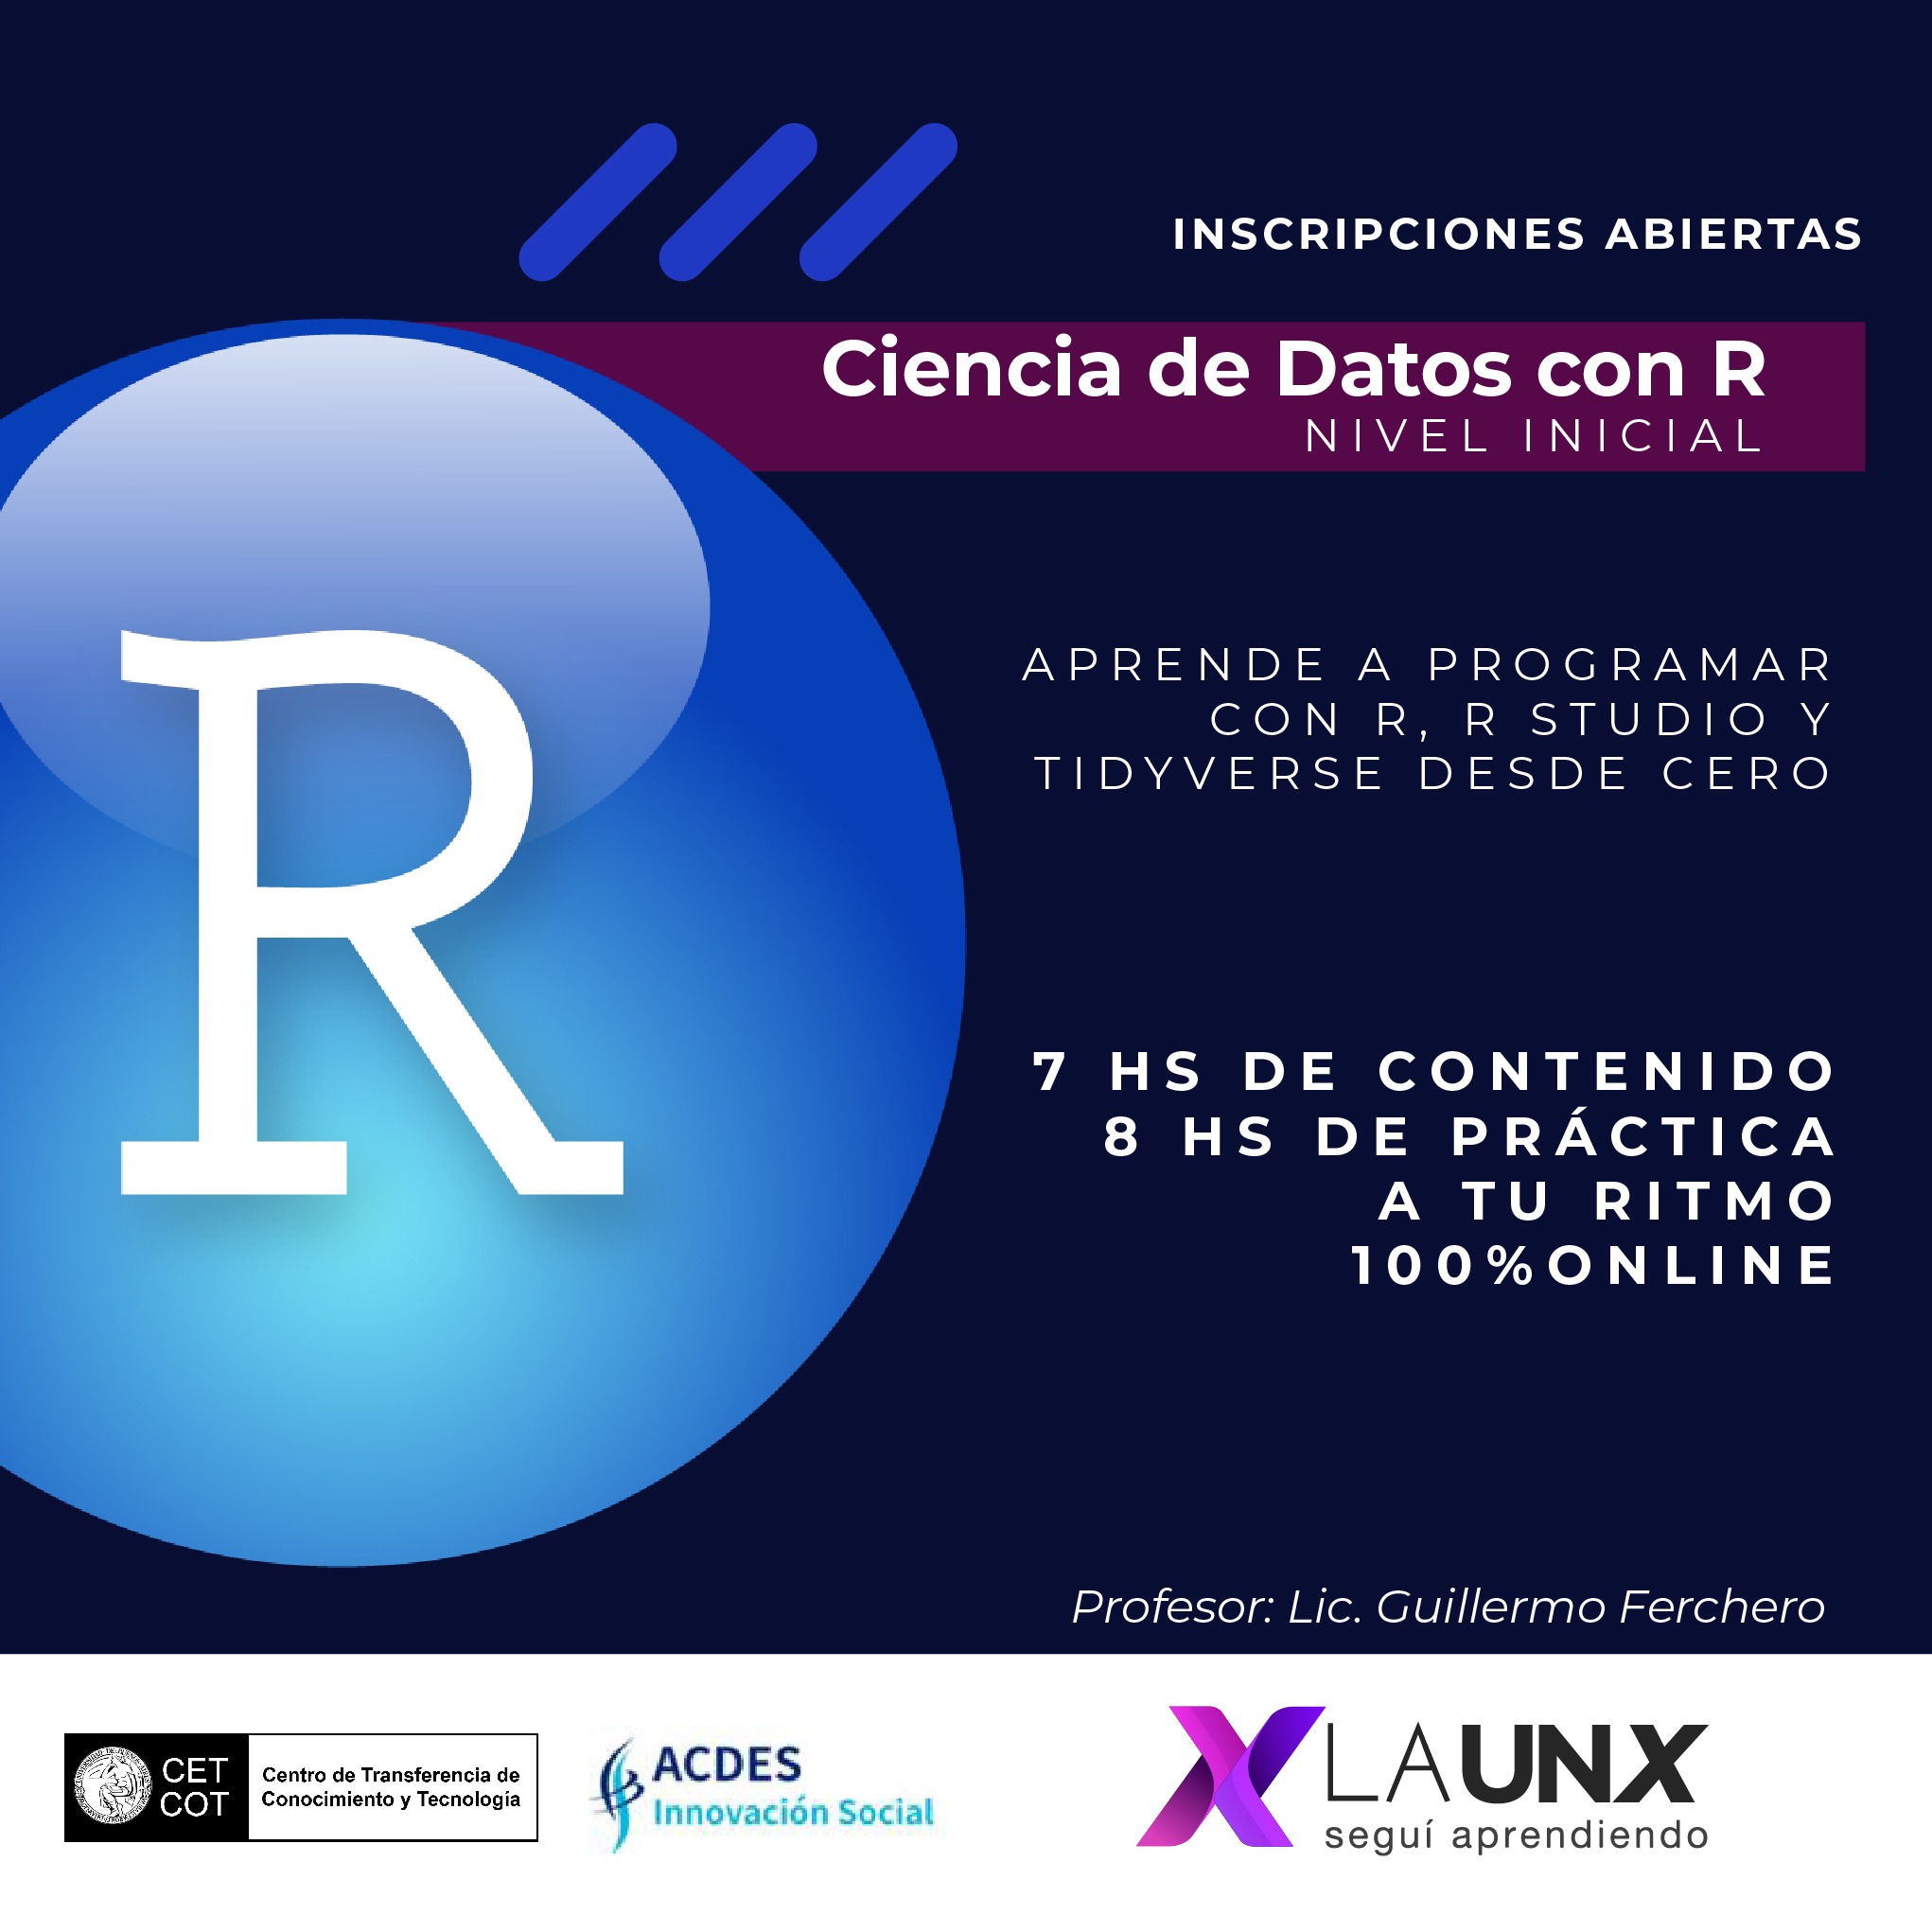 INSCRIPCIONES ABIERTAS
Ciencia de Datos con R
NIVEL INICIAL
R
APRENDE A PROGRAMAR
CON R, R STUDIO Y
TIDYVERSE DESDE CERO
7 HS DE CONTENIDO
8 HS DE PRÁCTICA
A TU RITMO
100%ONLINE
Profesor: Lic. Guillermo Ferchero
CET
COT
Centro de Transferencia de
Conocimiento y Tecnología
ACDES
Innovación Social
X LAUNX
seguí aprendiendo